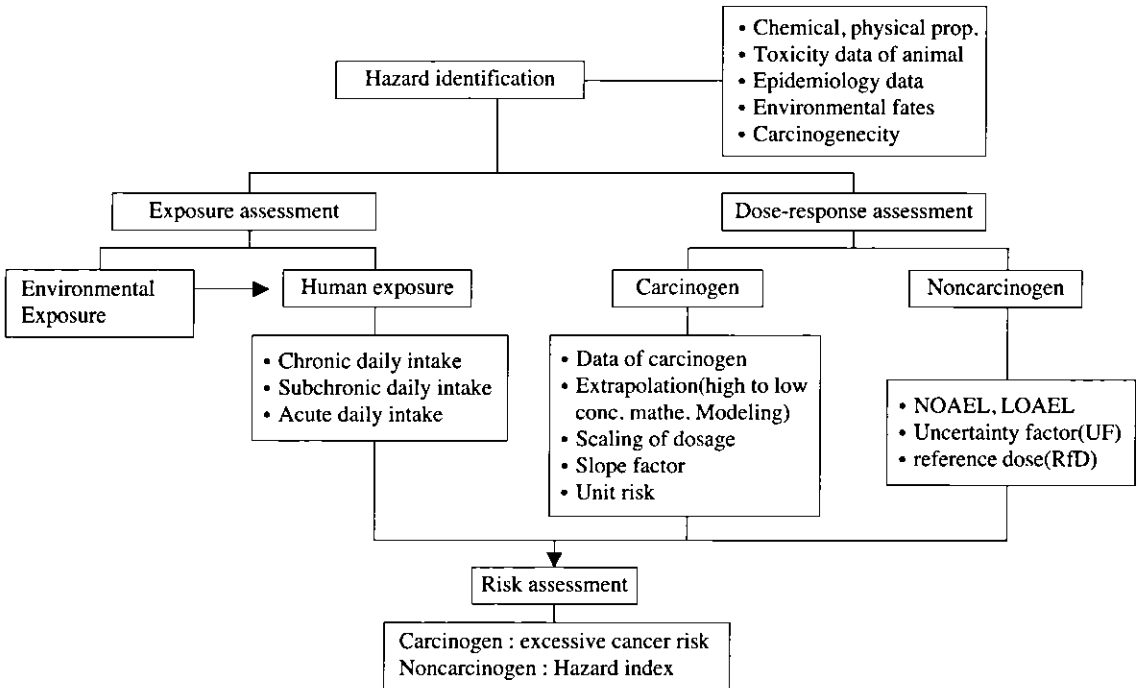 Hazard identification
• Chemical, physical prop.
• Toxicity data of animal
• Epidemiology data
• Environmental fates
• Carcinogenecity
Exposure assessment
Dose-response assessment
Environmental
Exposure
Human exposure
Carcinogen
Noncarcinogen
• Chronic daily intake
• Subchronic daily intake
• Acute daily intake
• Data of carcinogen
• Extrapolation(high to low
conc. mathe. Modeling)
• Scaling of dosage
• Slope factor
• Unit risk
• NOAEL, LOAEL
• Uncertainty factor(UF)
• reference dose(RfD)
Risk assessment
Carcinogen : excessive cancer risk
Noncarcinogen : Hazard index